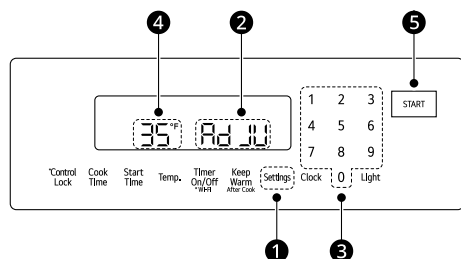 4 2 5
35°F Ad JU
1 2 3
START
4 5 6
7 8 9
*Control Lock
Cook Time
Start Time
Temp.
Timer On/Off
*Wi-Fi
Keep Warm
After Cook
Settings
Clock
0
Light
1 3